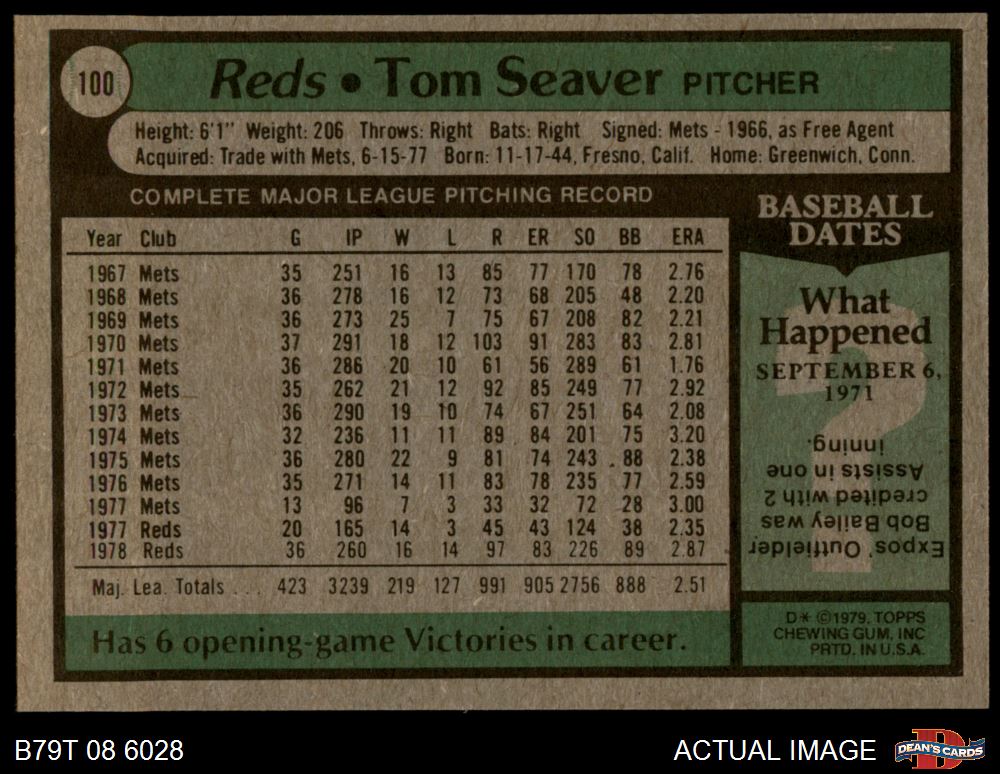 100
Reds • Tom Seaver PITCHER
Height: 6'1" Weight: 206 Throws: Right Bats: Right Signed: Mets - 1966, as Free Agent
Acquired: Trade with Mets, 6-15-77 Born: 11-17-44, Fresno, Calif. Home: Greenwich, Conn.
COMPLETE MAJOR LEAGUE PITCHING RECORD
Year Club G IP W L R ER SO BB ERA
1967 Mets 35 251 16 13 85 77 170 78 2.76
1968 Mets 36 278 16 12 73 68 205 48 2.20
1969 Mets 36 273 25 7 75 67 208 82 2.21
1970 Mets 37 291 18 12 103 91 283 83 2.81
1971 Mets 36 286 20 10 61 56 289 61 1.76
1972 Mets 35 262 21 12 92 85 249 77 2.92
1973 Mets 36 290 19 10 74 67 251 64 2.08
1974 Mets 32 236 11 11 89 84 201 75 3.20
1975 Mets 36 280 22 9 81 74 243 88 2.38
1976 Mets 35 271 14 11 83 78 235 77 2.59
1977 Mets 13 96 7 3 33 32 72 28 3.00
1977 Reds 20 165 14 3 45 43 124 38 2.35
1978 Reds 36 260 16 14 97 83 226 89 2.87
Maj. Lea. Totals . . . 423 3239 219 127 991 905 2756 888 2.51
Has 6 opening-game Victories in career.
BASEBALL
DATES
What
Happened
SEPTEMBER 6,
1971
Expos' Outfielder
Bob Bailey was
credited with 2
Assists in one
inning.
D* ©1979. TOPPS
CHEWING GUM, INC
PRTD. IN U.S.A.
B79T 08 6028
ACTUAL IMAGE
D
DEAN'S CARDS